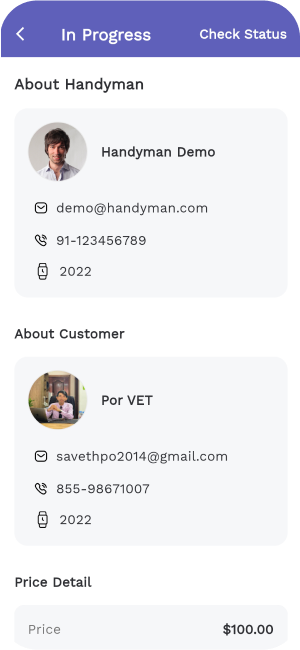 In Progress
Check Status
About Handyman
Handyman Demo
demo@handyman.com
91-123456789
2022
About Customer
Por VET
savethpo2014@gmail.com
855-98671007
2022
Price Detail
Price
$100.00